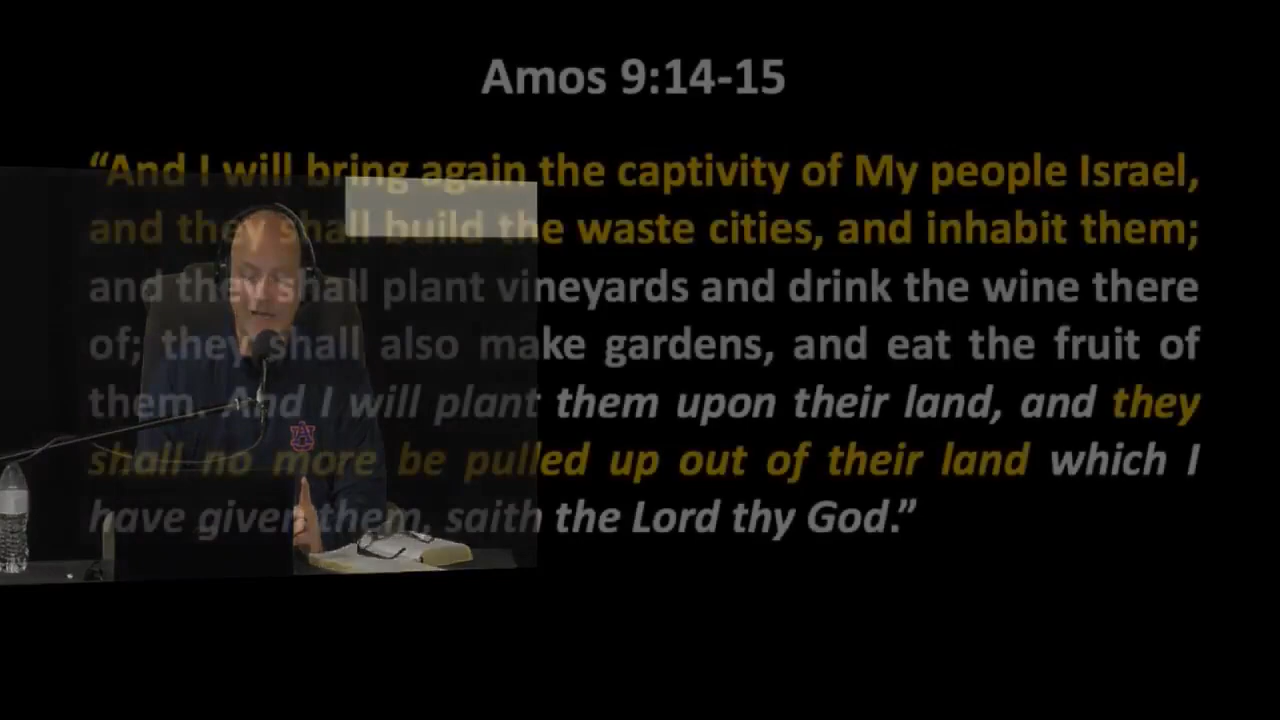 Amos 9:14-15
“And I will bring again the captivity of My people Israel,
and they shall build the waste cities, and inhabit them;
and they shall plant vineyards and drink the wine there
of; they shall also make gardens, and eat the fruit of
them. And I will plant them upon their land, and they
shall no more be pulled up out of their land which I
have given them, saith the Lord thy God.”